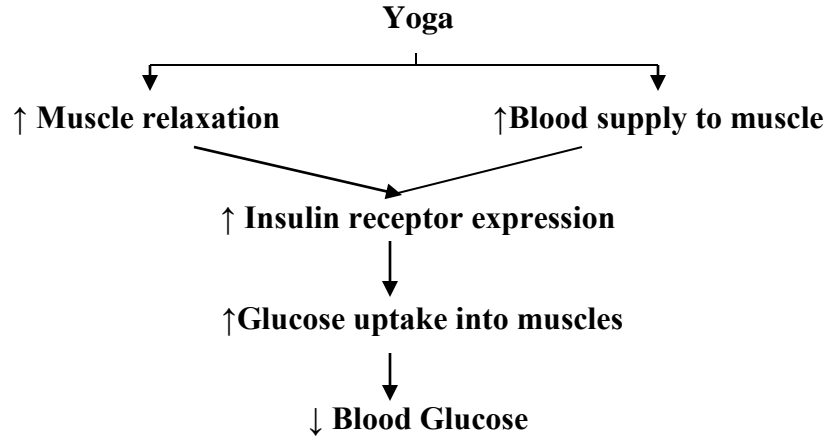 Yoga
↑ Muscle relaxation
↑Blood supply to muscle
↑ Insulin receptor expression
↑Glucose uptake into muscles
↓ Blood Glucose